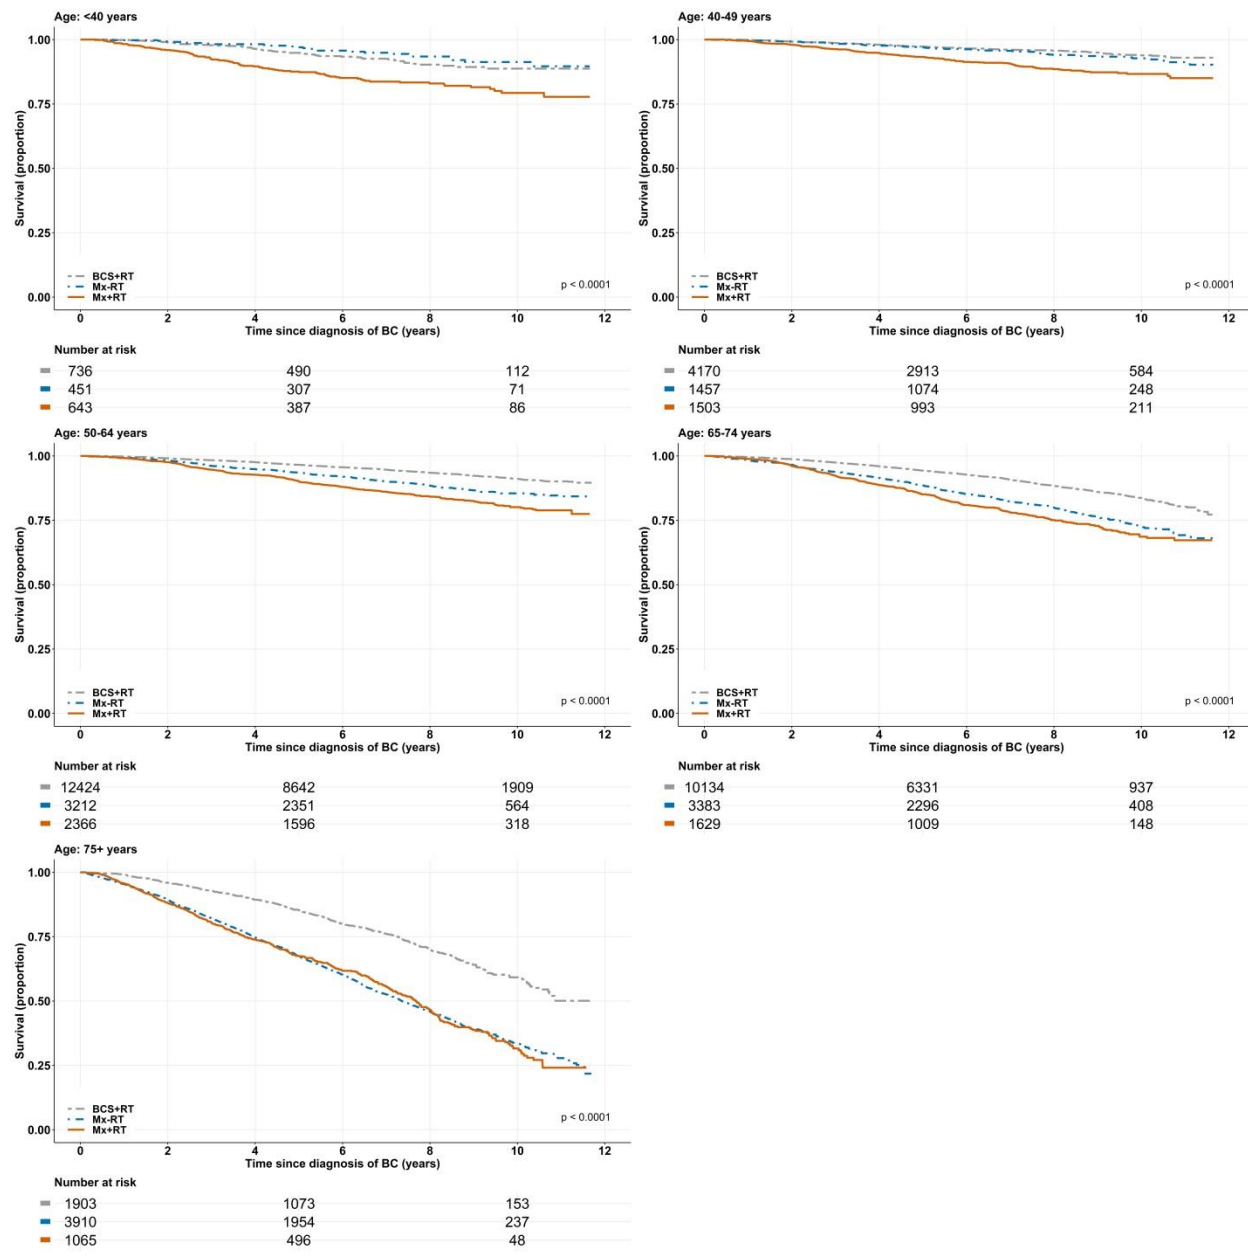 Age: <40 years
1.00
0.75
0.50
0.25
0.00
Survival (proportion)
BCS+RT
Mx-RT
Mx+RT
p < 0.0001
0 2 4 6 8 10 12
Time since diagnosis of BC (years)
Number at risk
736 490 112
451 307 71
643 387 86
Age: 40-49 years
1.00
0.75
0.50
0.25
0.00
Survival (proportion)
BCS+RT
Mx-RT
Mx+RT
p < 0.0001
0 2 4 6 8 10 12
Time since diagnosis of BC (years)
Number at risk
4170 2913 584
1457 1074 248
1503 993 211
Age: 50-64 years
1.00
0.75
0.50
0.25
0.00
Survival (proportion)
BCS+RT
Mx-RT
Mx+RT
p < 0.0001
0 2 4 6 8 10 12
Time since diagnosis of BC (years)
Number at risk
12424 8642 1909
3212 2351 564
2366 1596 318
Age: 65-74 years
1.00
0.75
0.50
0.25
0.00
Survival (proportion)
BCS+RT
Mx-RT
Mx+RT
p < 0.0001
0 2 4 6 8 10 12
Time since diagnosis of BC (years)
Number at risk
10134 6331 937
3383 2296 408
1629 1009 148
Age: 75+ years
1.00
0.75
0.50
0.25
0.00
Survival (proportion)
BCS+RT
Mx-RT
Mx+RT
p < 0.0001
0 2 4 6 8 10 12
Time since diagnosis of BC (years)
Number at risk
1903 1073 153
3910 1954 237
1065 496 48